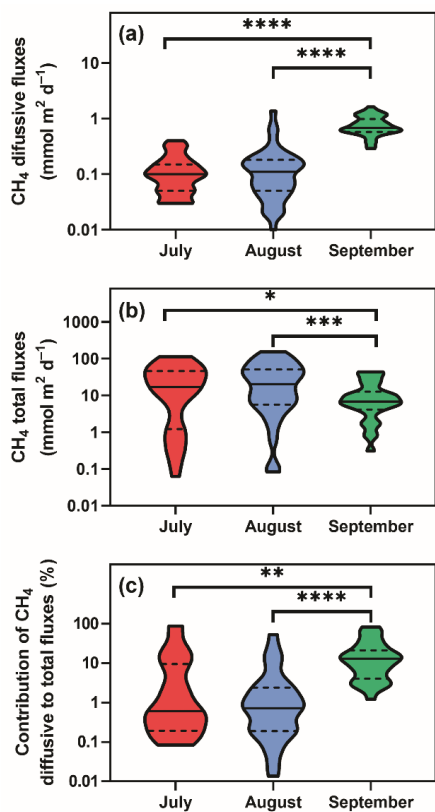 (a)
****
****
CH₄ difussive fluxes
(mmol m² d⁻¹)
10
1
0.1
0.01
July August September
(b)
*
***
CH₄ total fluxes
(mmol m² d⁻¹)
1000
100
10
1
0.1
0.01
July August September
(c)
**
****
Contribution of CH₄
diffusive to total fluxes (%)
100
10
1
0.1
0.01
July August September